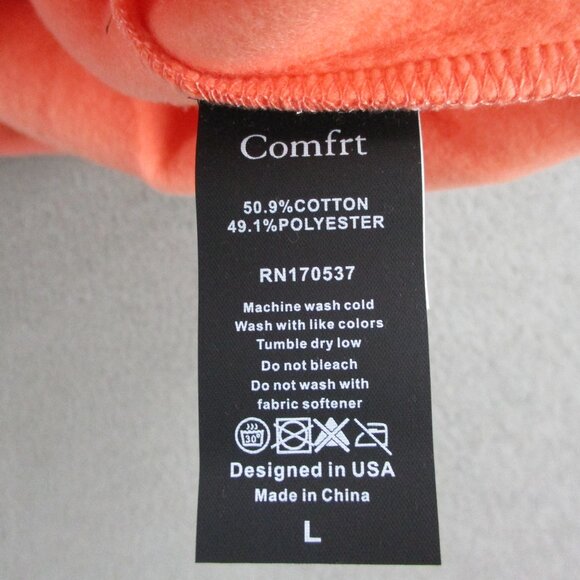 Comfrt
50.9%COTTON
49.1%POLYESTER
RN170537
Machine wash cold
Wash with like colors
Tumble dry low
Do not bleach
Do not wash with
fabric softener
30°
Designed in USA
Made in China
L